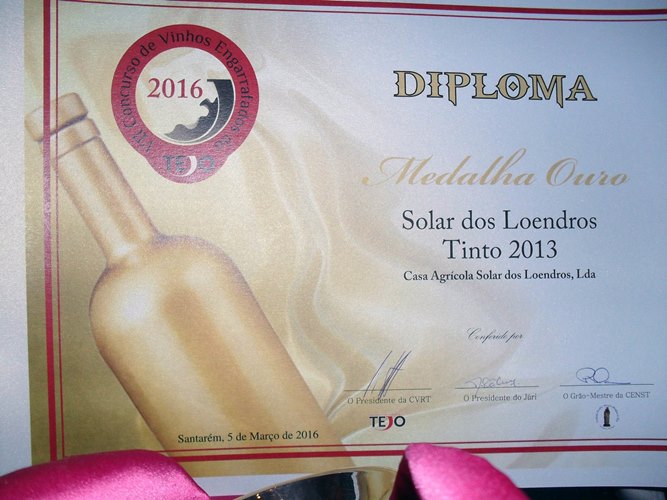 XVI Concurso de Vinhos Engarrafados do
2016
TEJO
DIPLOMA
Medalha Ouro
Solar dos Loendros
Tinto 2013
Casa Agrícola Solar dos Loendros, Lda
Conferido por
O Presidente da CVRT
O Presidente do Júri
O Grão-Mestre da CENST
TEJO
Santarém, 5 de Março de 2016